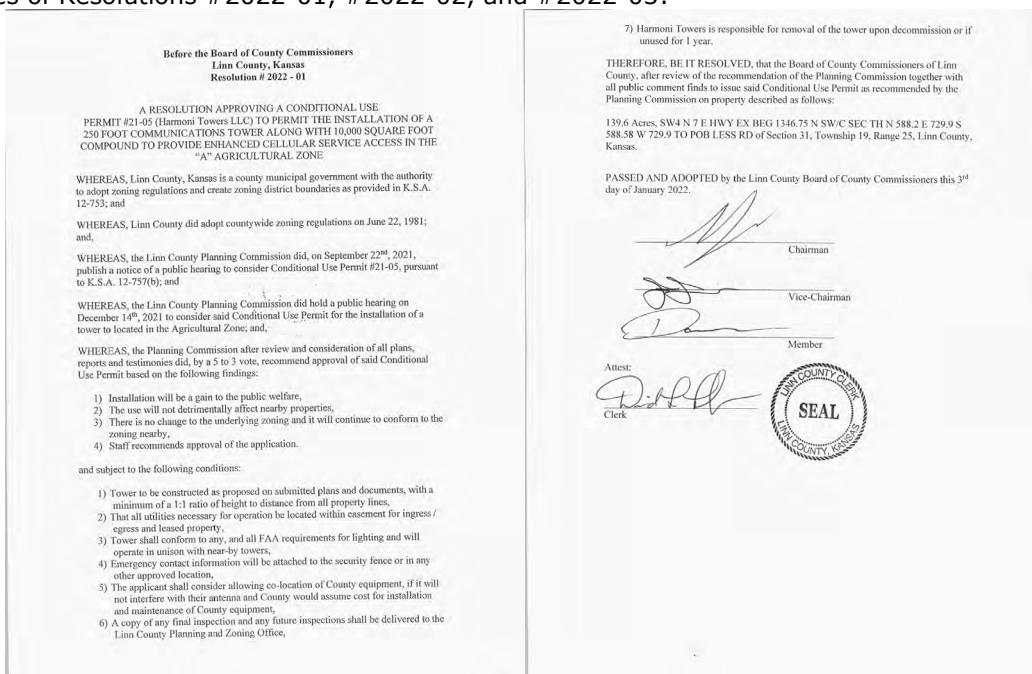 es of Resolutions #2022-01, #2022-02, and #2022-03.
Before the Board of County Commissioners
Linn County, Kansas
Resolution # 2022 - 01
A RESOLUTION APPROVING A CONDITIONAL USE
PERMIT #21-05 (Harmoni Towers LLC) TO PERMIT THE INSTALLATION OF A
250 FOOT COMMUNICATIONS TOWER ALONG WITH 10,000 SQUARE FOOT
COMPOUND TO PROVIDE ENHANCED CELLULAR SERVICE ACCESS IN THE
"A" AGRICULTURAL ZONE
WHEREAS, Linn County, Kansas is a county municipal government with the authority
to adopt zoning regulations and create zoning district boundaries as provided in K.S.A.
12-753; and
WHEREAS, Linn County did adopt countywide zoning regulations on June 22, 1981;
and,
WHEREAS, the Linn County Planning Commission did, on September 22nd, 2021,
publish a notice of a public hearing to consider Conditional Use Permit #21-05, pursuant
to K.S.A. 12-757(b); and
WHEREAS, the Linn County Planning Commission did hold a public hearing on
December 14th, 2021 to consider said Conditional Use Permit for the installation of a
tower to located in the Agricultural Zone; and,
WHEREAS, the Planning Commission after review and consideration of all plans,
reports and testimonies did, by a 5 to 3 vote, recommend approval of said Conditional
Use Permit based on the following findings:
1) Installation will be a gain to the public welfare,
2) The use will not detrimentally affect nearby properties,
3) There is no change to the underlying zoning and it will continue to conform to the
zoning nearby,
4) Staff recommends approval of the application.
and subject to the following conditions:
1) Tower to be constructed as proposed on submitted plans and documents, with a
minimum of a 1:1 ratio of height to distance from all property lines,
2) That all utilities necessary for operation be located within easement for ingress /
egress and leased property,
3) Tower shall conform to any, and all FAA requirements for lighting and will
operate in unison with near-by towers,
4) Emergency contact information will be attached to the security fence or in any
other approved location,
5) The applicant shall consider allowing co-location of County equipment, if it will
not interfere with their antenna and County would assume cost for installation
and maintenance of County equipment,
6) A copy of any final inspection and any future inspections shall be delivered to the
Linn County Planning and Zoning Office,
7) Harmoni Towers is responsible for removal of the tower upon decommission or if
unused for 1 year.
THEREFORE, BE IT RESOLVED, that the Board of County Commissioners of Linn
County, after review of the recommendation of the Planning Commission together with
all public comment finds to issue said Conditional Use Permit as recommended by the
Planning Commission on property described as follows:
139.6 Acres, SW4 N 7 E HWY EX BEG 1346.75 N SW/C SEC TH N 588.2 E 729.9 S
588.58 W 729.9 TO POB LESS RD of Section 31, Township 19, Range 25, Linn County,
Kansas.
PASSED AND ADOPTED by the Linn County Board of County Commissioners this 3rd
day of January 2022.
Chairman
Vice-Chairman
Member
Attest:
Clerk
LINN COUNTY CLERK
SEAL
LINN COUNTY, KANSAS